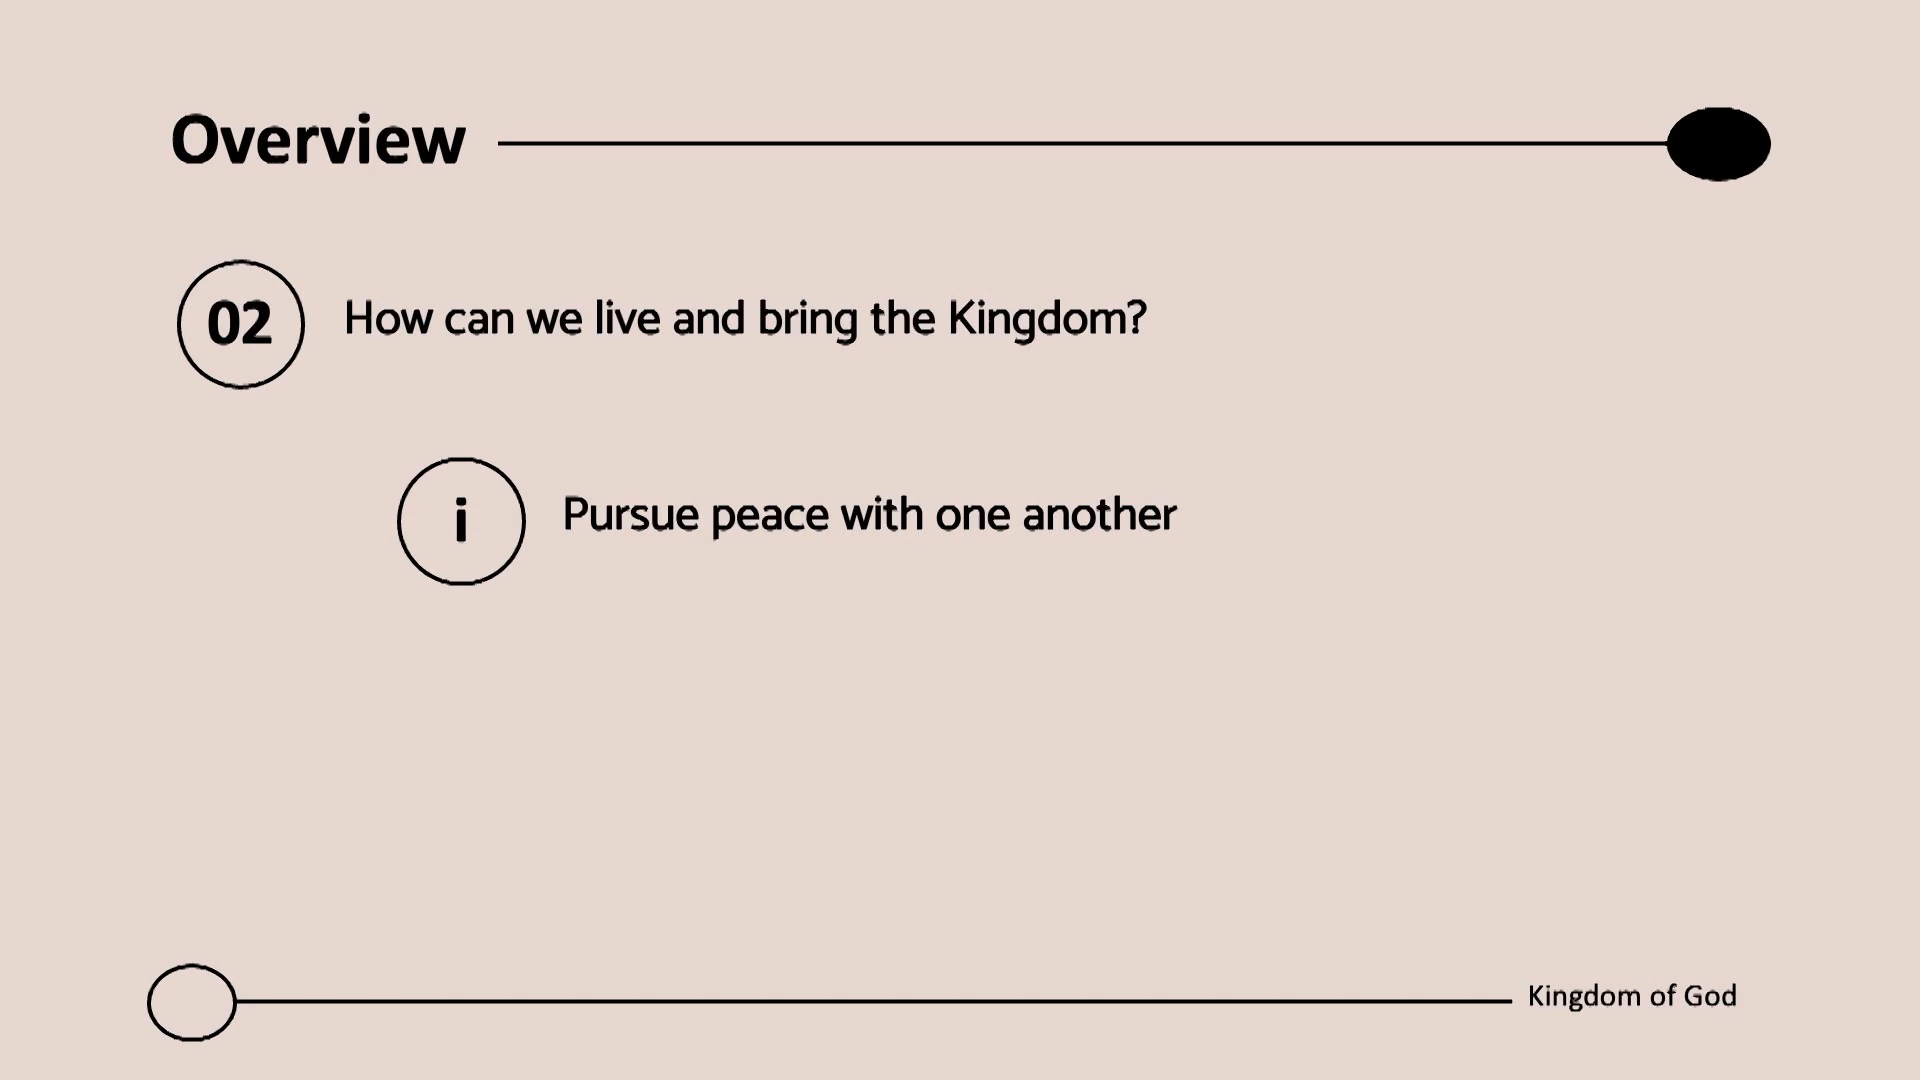 Overview
02 How can we live and bring the Kingdom?
i Pursue peace with one another
Kingdom of God